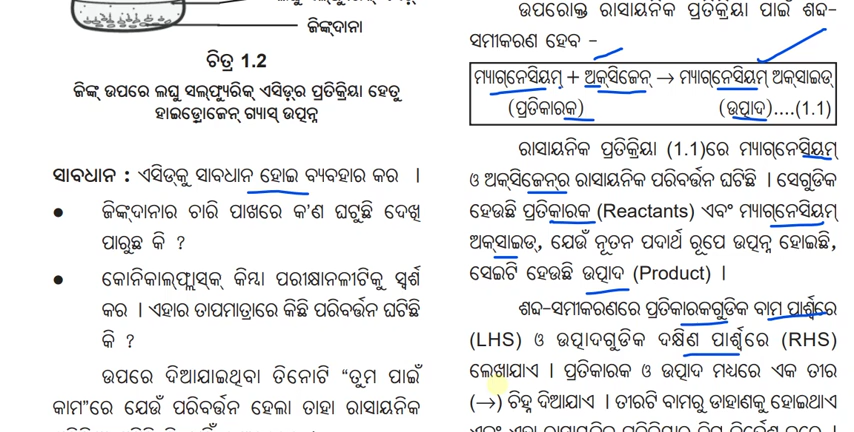 ଜିଙ୍କ୍‌ଦାନା
ଚିତ୍ର 1.2
ଜିଙ୍କ୍ ଉପରେ ଲଘୁ ସଲ୍‌ଫ୍ୟୁରିକ୍ ଏସିଡ଼୍‌ର ପ୍ରତିକ୍ରିୟା ହେତୁ
ହାଇଡ୍ରୋଜେନ୍ ଗ୍ୟାସ୍ ଉତ୍ପନ୍ନ
ସାବଧାନ : ଏସିଡ୍‌କୁ ସାବଧାନ ହୋଇ ବ୍ୟବହାର କର ।
● ଜିଙ୍କ୍‌ଦାନାର ଚାରି ପାଖରେ କ'ଣ ଘଟୁଛି ଦେଖି
ପାରୁଛ କି ?
● କୋନିକାଲ୍‌ଫ୍ଲାସ୍‌କ୍ କିମ୍ବା ପରୀକ୍ଷାନଳୀଟିକୁ ସ୍ପର୍ଶ
କର । ଏହାର ତାପମାତ୍ରାରେ କିଛି ପରିବର୍ତ୍ତନ ଘଟିଛି
କି ?
ଉପରେ ଦିଆଯାଇଥିବା ତିନୋଟି “ତୁମ ପାଇଁ
କାମ”ରେ ଯେଉଁ ପରିବର୍ତ୍ତନ ହେଲା ତାହା ରାସାୟନିକ
ଉପରୋକ୍ତ ରାସାୟନିକ ପ୍ରତିକ୍ରିୟା ପାଇଁ ଶବ୍ଦ-
ସମୀକରଣ ହେବ –
ମ୍ୟାଗ୍‌ନେସିୟମ୍ + ଅକ୍‌ସିଜେନ୍ → ମ୍ୟାଗ୍‌ନେସିୟମ୍ ଅକ୍‌ସାଇଡ୍
(ପ୍ରତିକାରକ) (ଉତ୍ପାଦ)....(1.1)
ରାସାୟନିକ ପ୍ରତିକ୍ରିୟା (1.1)ରେ ମ୍ୟାଗ୍‌ନେସିୟମ୍
ଓ ଅକ୍‌ସିଜେନ୍‌ର ରାସାୟନିକ ପରିବର୍ତ୍ତନ ଘଟିଛି । ସେଗୁଡିକ
ହେଉଛି ପ୍ରତିକାରକ (Reactants) ଏବଂ ମ୍ୟାଗ୍‌ନେସିୟମ୍
ଅକ୍‌ସାଇଡ୍, ଯେଉଁ ନୂତନ ପଦାର୍ଥ ରୂପେ ଉତ୍ପନ୍ନ ହୋଇଛି,
ସେଇଟି ହେଉଛି ଉତ୍ପାଦ (Product) ।
ଶବ୍ଦ-ସମୀକରଣରେ ପ୍ରତିକାରକଗୁଡିକ ବାମ ପାର୍ଶ୍ୱରେ
(LHS) ଓ ଉତ୍ପାଦଗୁଡିକ ଦକ୍ଷିଣ ପାର୍ଶ୍ୱରେ (RHS)
ଲେଖାଯାଏ । ପ୍ରତିକାରକ ଓ ଉତ୍ପାଦ ମଧ୍ୟରେ ଏକ ତୀର
(→) ଚିହ୍ନ ଦିଆଯାଏ । ତୀରଟି ବାମରୁ ଡାହାଣକୁ ହୋଇଥାଏ